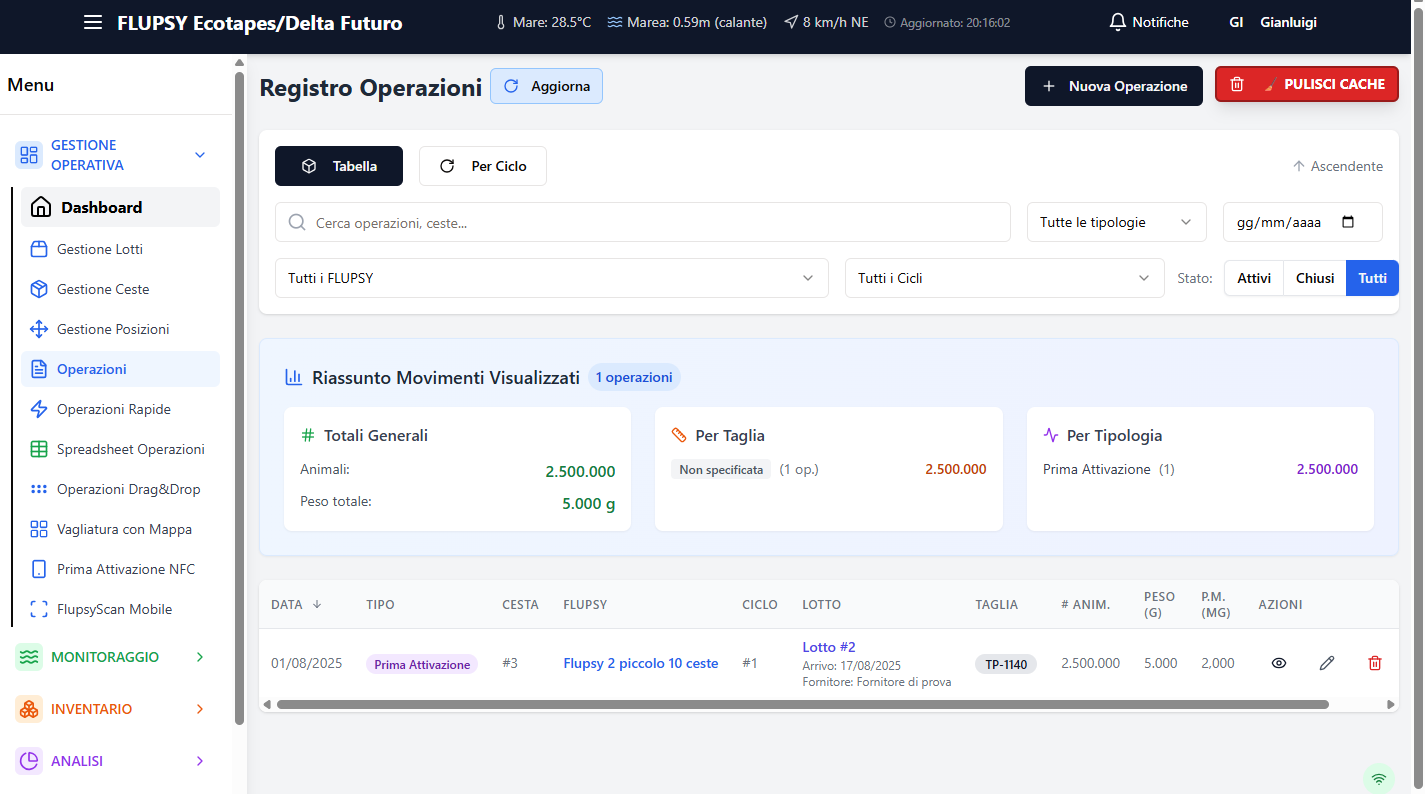 FLUPSY Ecotapes/Delta Futuro
Mare: 28.5°C
Marea: 0.59m (calante)
8 km/h NE
Aggiornato: 20:16:02
Notifiche
GI
Gianluigi
Menu
GESTIONE
OPERATIVA
Dashboard
Gestione Lotti
Gestione Ceste
Gestione Posizioni
Operazioni
Operazioni Rapide
Spreadsheet Operazioni
Operazioni Drag&Drop
Vagliatura con Mappa
Prima Attivazione NFC
FlupsyScan Mobile
MONITORAGGIO
INVENTARIO
ANALISI
Registro Operazioni
Aggiorna
Nuova Operazione
PULISCI CACHE
Tabella
Per Ciclo
Ascendente
Cerca operazioni, ceste...
Tutte le tipologie
gg/mm/aaaa
Tutti i FLUPSY
Tutti i Cicli
Stato:
Attivi
Chiusi
Tutti
Riassunto Movimenti Visualizzati
1 operazioni
Totali Generali
Animali:
2.500.000
Peso totale:
5.000 g
Per Taglia
Non specificata
(1 op.)
2.500.000
Per Tipologia
Prima Attivazione (1)
2.500.000
DATA
TIPO
CESTA
FLUPSY
CICLO
LOTTO
TAGLIA
# ANIM.
PESO
(G)
P.M.
(MG)
AZIONI
01/08/2025
Prima Attivazione
#3
Flupsy 2 piccolo 10 ceste
#1
Lotto #2
Arrivo: 17/08/2025
Fornitore: Fornitore di prova
TP-1140
2.500.000
5.000
2,000